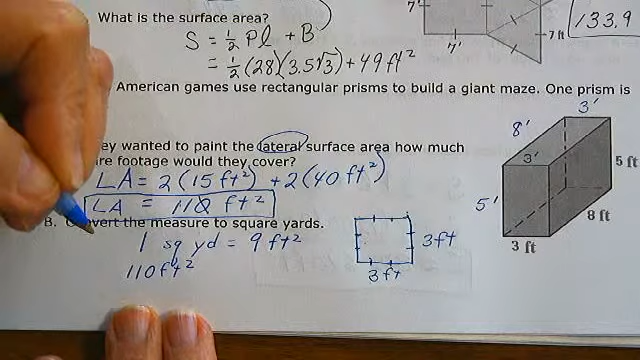 What is the surface area?
S = ½ Pl + B
= ½ (28)(3.5√3) + 49 ft²
7'
7'
7 ft
133.9
American games use rectangular prisms to build a giant maze. One prism is
ey wanted to paint the lateral surface area how much
re footage would they cover?
LA = 2 (15 ft²) + 2 (40 ft²)
LA = 110 ft²
B. Convert the measure to square yards.
1 sq yd = 9 ft²
110 ft²
3 ft
3 ft
3'
8'
3'
5 ft
5'
8 ft
3 ft